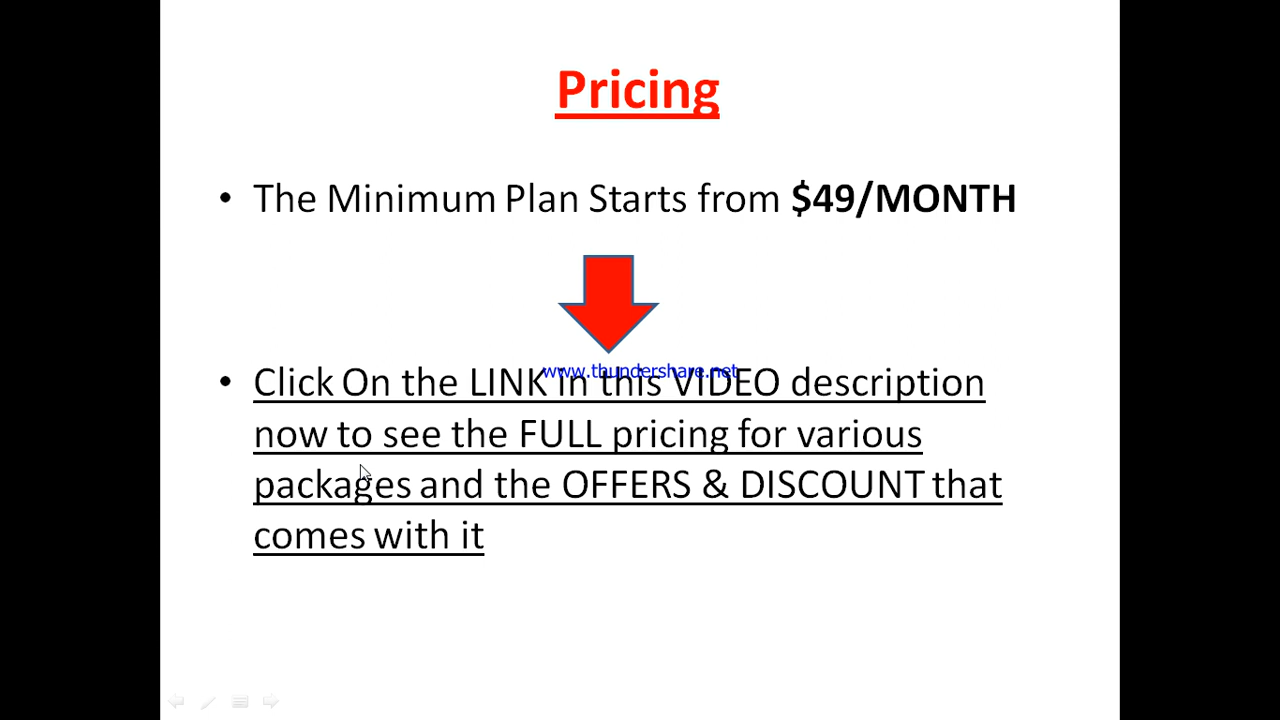 Pricing
• The Minimum Plan Starts from $49/MONTH
www.thundershare.net
• Click On the LINK in this VIDEO description
now to see the FULL pricing for various
packages and the OFFERS & DISCOUNT that
comes with it